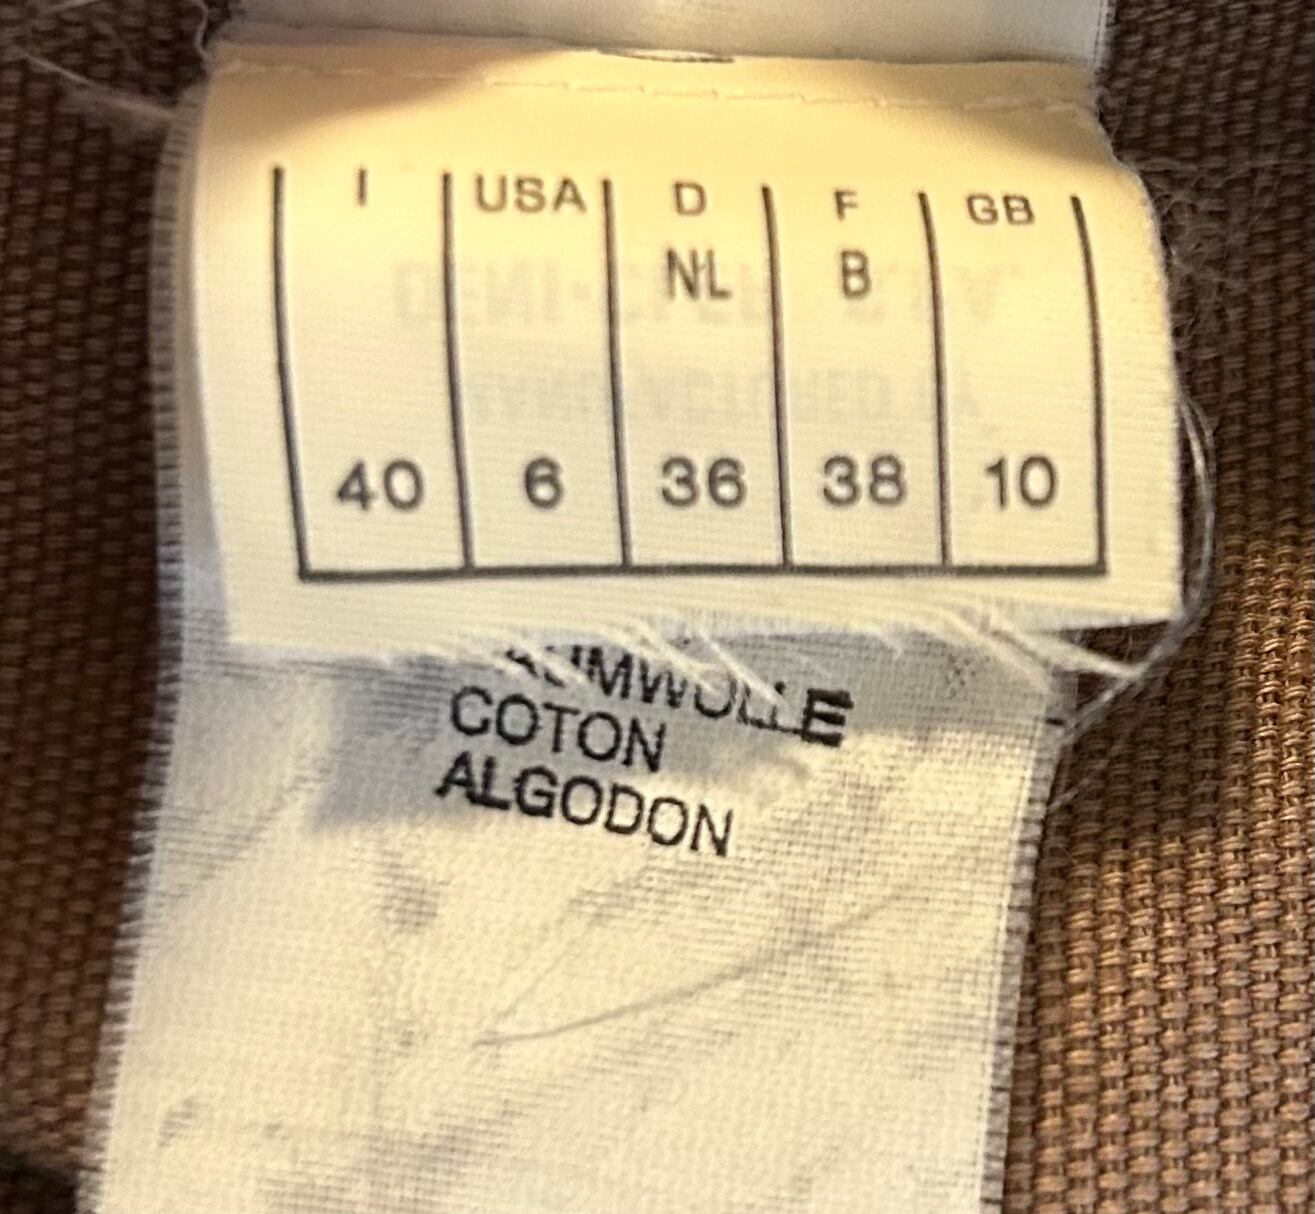 I USA D F GB
NL B
40 6 36 38 10
COTON
ALGODON